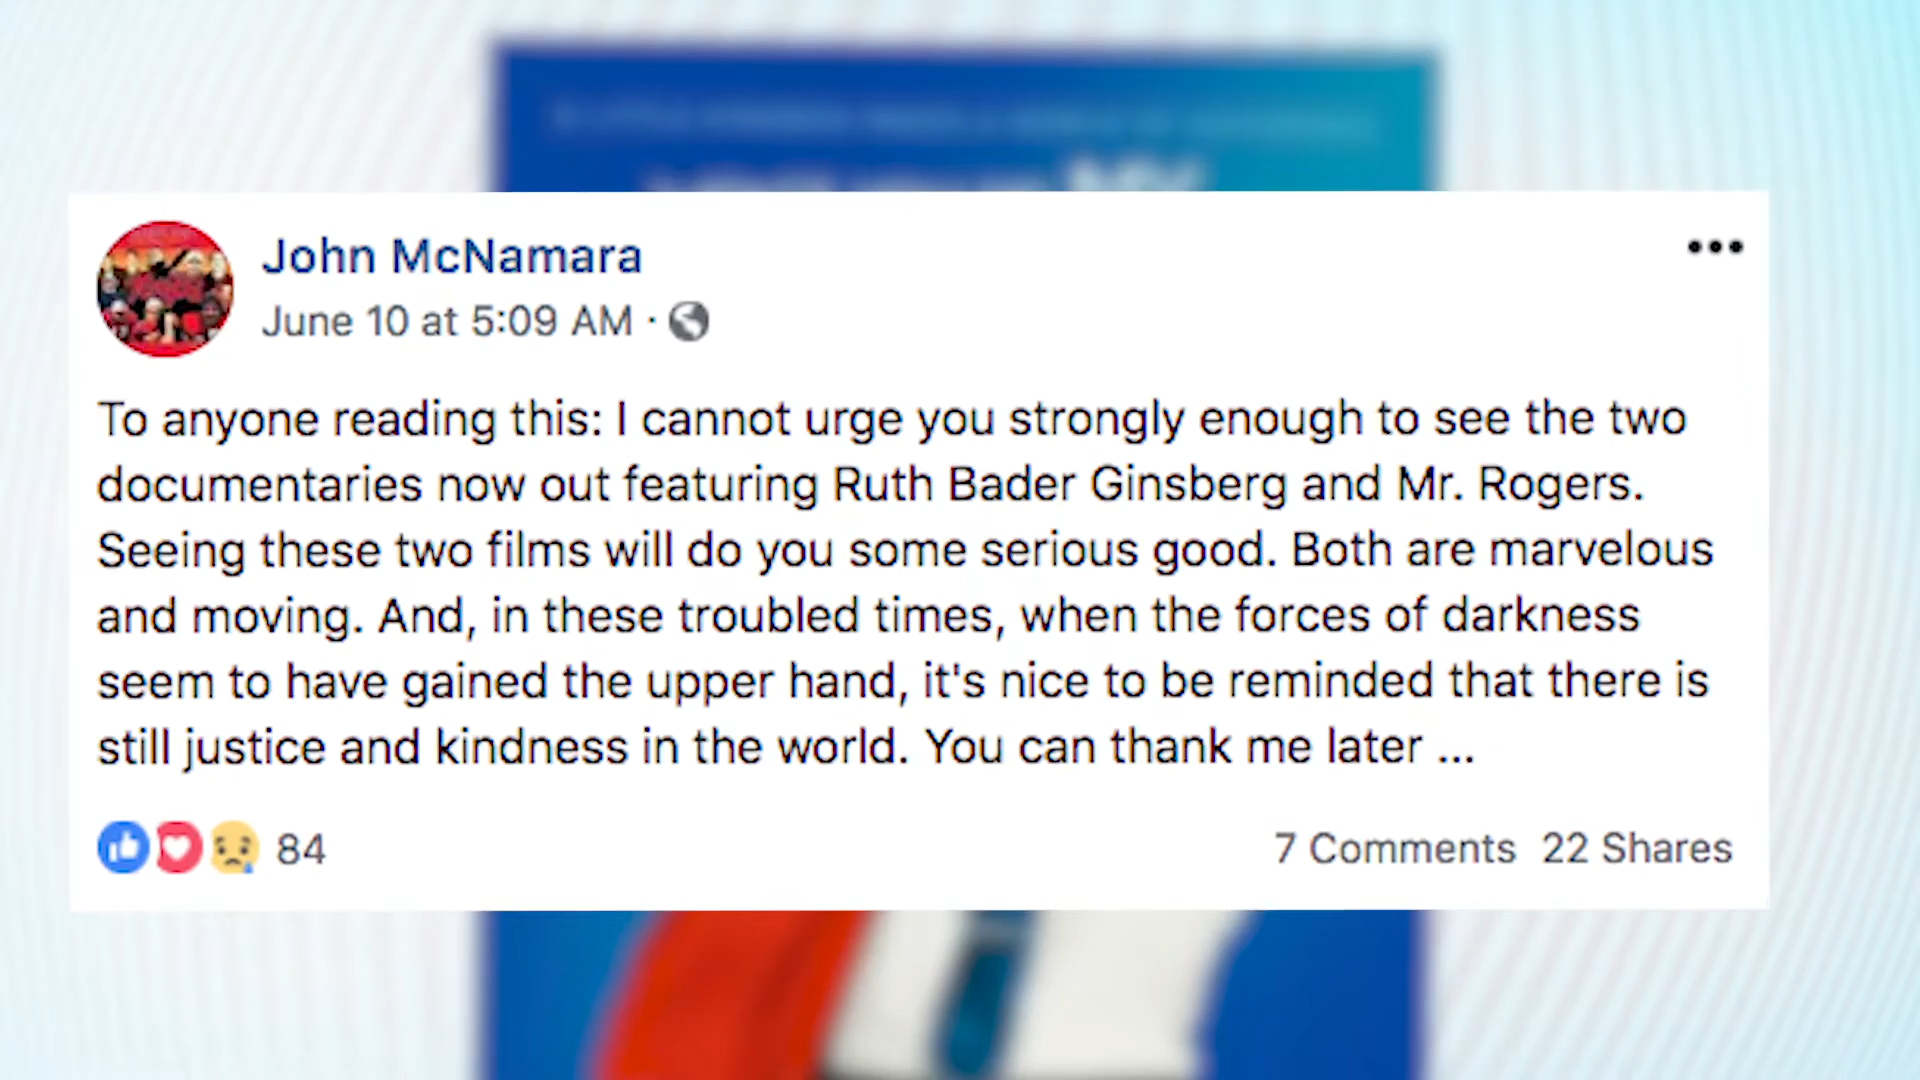 John McNamara
June 10 at 5:09 AM ·
To anyone reading this: I cannot urge you strongly enough to see the two
documentaries now out featuring Ruth Bader Ginsberg and Mr. Rogers.
Seeing these two films will do you some serious good. Both are marvelous
and moving. And, in these troubled times, when the forces of darkness
seem to have gained the upper hand, it's nice to be reminded that there is
still justice and kindness in the world. You can thank me later ...
84
7 Comments 22 Shares